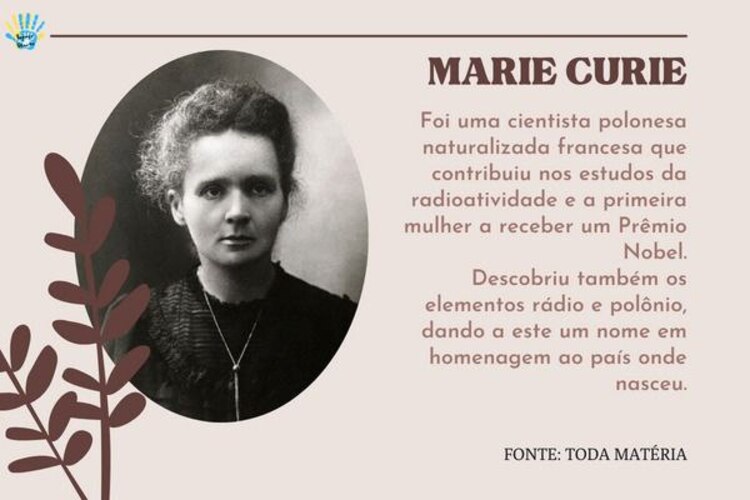 MARIE CURIE
Foi uma cientista polonesa
naturalizada francesa que
contribuiu nos estudos da
radioatividade e a primeira
mulher a receber um Prêmio
Nobel.
Descobriu também os
elementos rádio e polônio,
dando a este um nome em
homenagem ao país onde
nasceu.
FONTE: TODA MATÉRIA